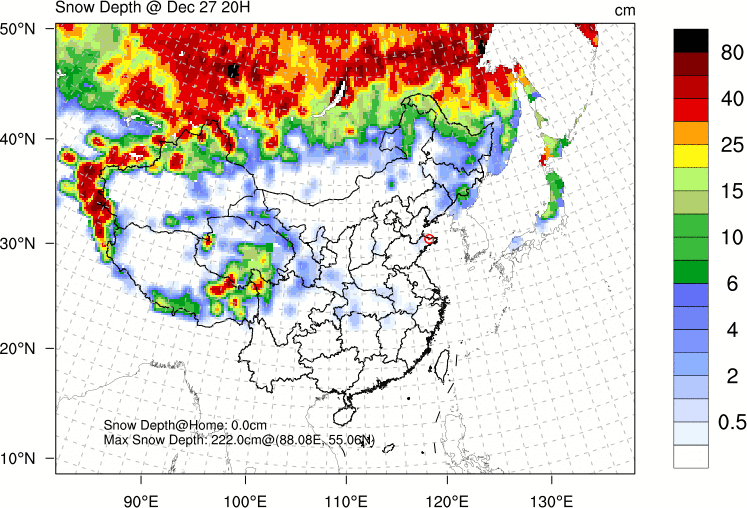 Snow Depth @ Dec 27 20H
cm
50°N
40°N
30°N
20°N
10°N
80
40
25
15
10
6
4
2
0.5
Snow Depth@Home: 0.0cm
Max Snow Depth: 222.0cm@(88.08E, 55.06N)
90°E
100°E
110°E
120°E
130°E